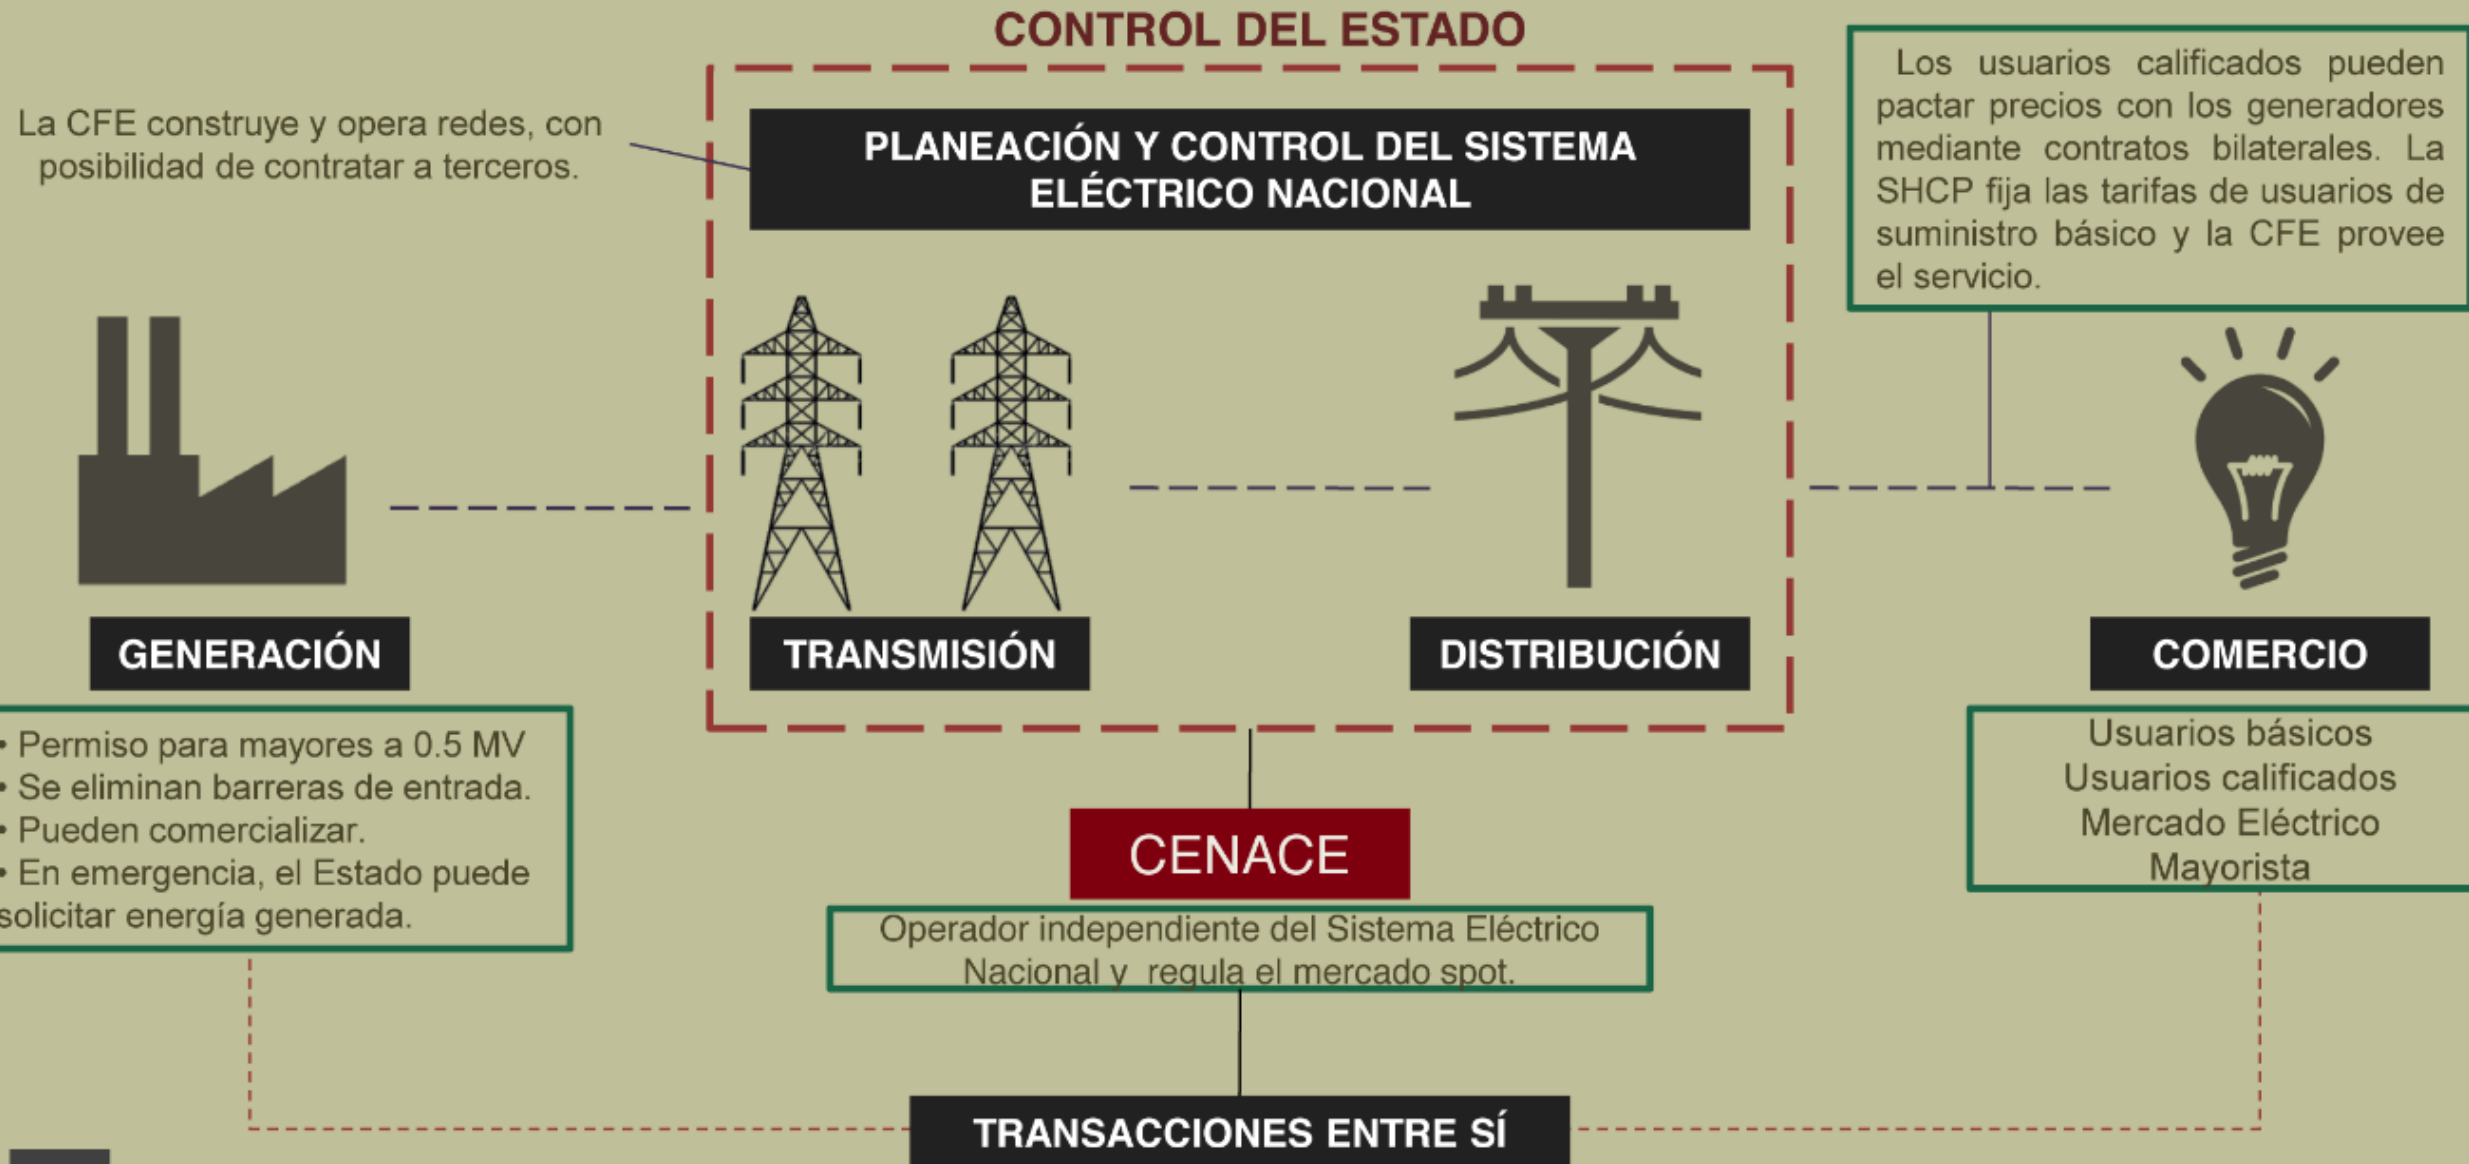 CONTROL DEL ESTADO
La CFE construye y opera redes, con
posibilidad de contratar a terceros.
PLANEACIÓN Y CONTROL DEL SISTEMA
ELÉCTRICO NACIONAL
Los usuarios calificados pueden
pactar precios con los generadores
mediante contratos bilaterales. La
SHCP fija las tarifas de usuarios de
suministro básico y la CFE provee
el servicio.
GENERACIÓN
TRANSMISIÓN
DISTRIBUCIÓN
COMERCIO
• Permiso para mayores a 0.5 MV
• Se eliminan barreras de entrada.
• Pueden comercializar.
• En emergencia, el Estado puede
solicitar energía generada.
CENACE
Operador independiente del Sistema Eléctrico
Nacional y regula el mercado spot.
Usuarios básicos
Usuarios calificados
Mercado Eléctrico
Mayorista
TRANSACCIONES ENTRE SÍ